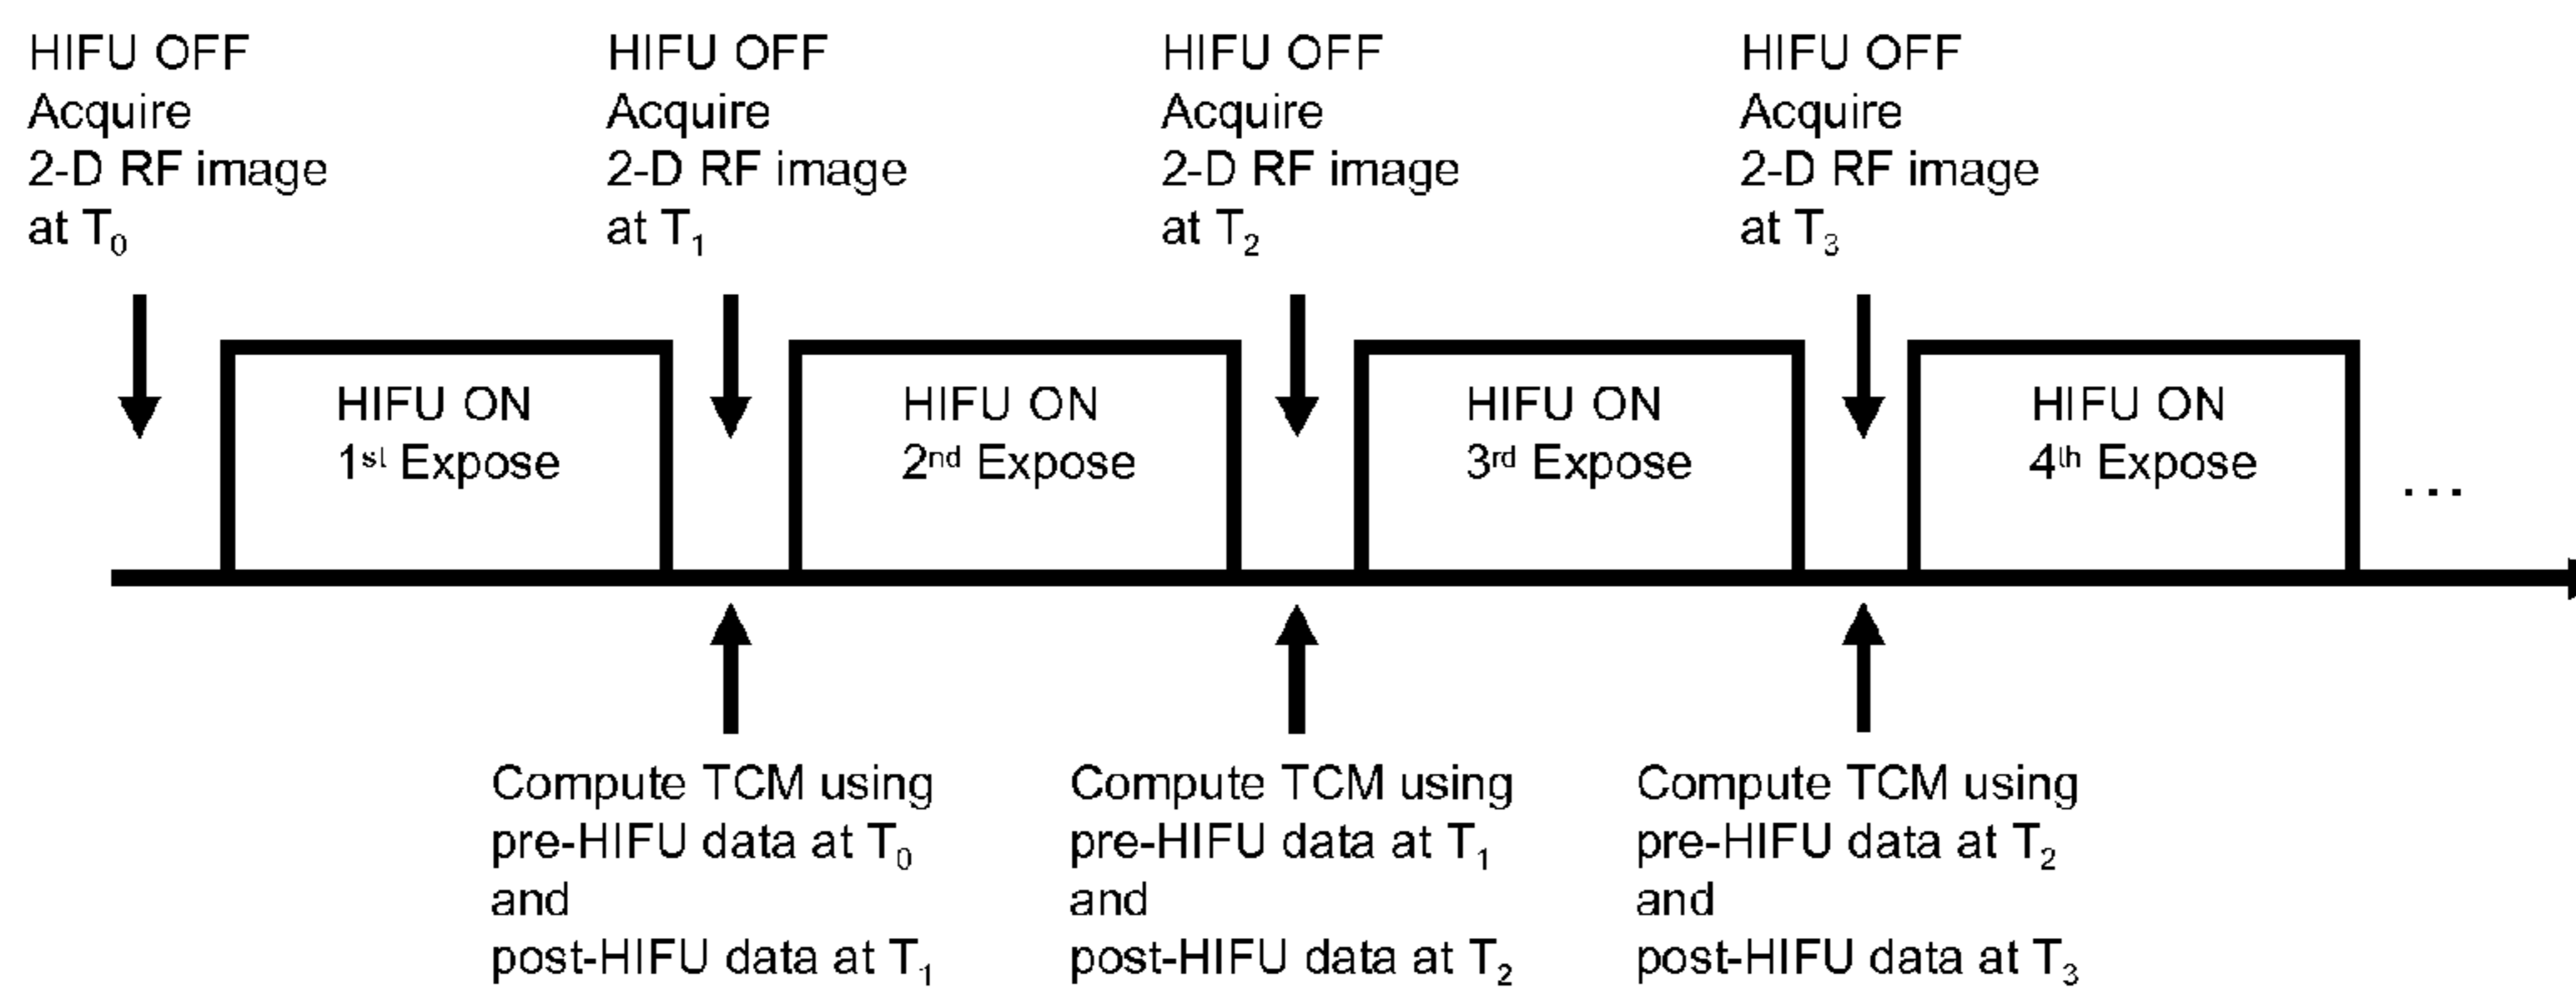 HIFU OFF
Acquire
2-D RF image
at T₀
HIFU OFF
Acquire
2-D RF image
at T₁
HIFU OFF
Acquire
2-D RF image
at T₂
HIFU OFF
Acquire
2-D RF image
at T₃
HIFU ON
1st Expose
HIFU ON
2nd Expose
HIFU ON
3rd Expose
HIFU ON
4th Expose
...
Compute TCM using
pre-HIFU data at T₀
and
post-HIFU data at T₁
Compute TCM using
pre-HIFU data at T₁
and
post-HIFU data at T₂
Compute TCM using
pre-HIFU data at T₂
and
post-HIFU data at T₃